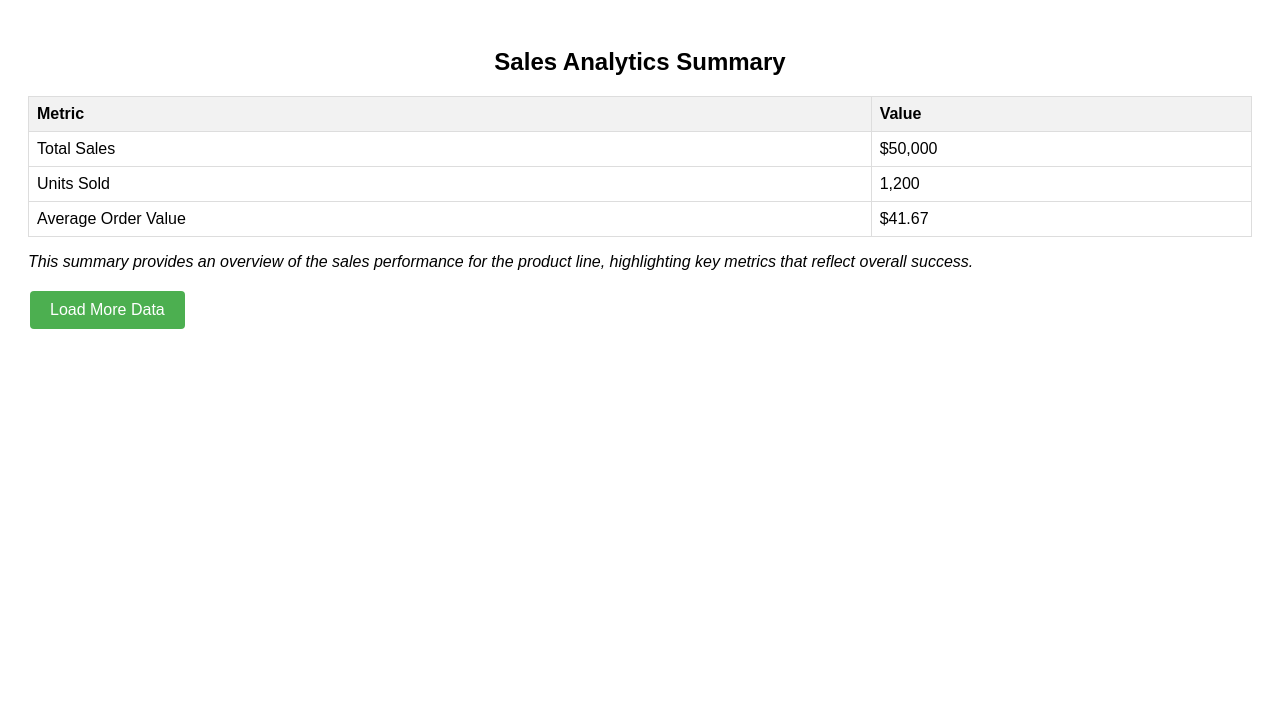 Sales Analytics Summary
Metric Value
Total Sales $50,000
Units Sold 1,200
Average Order Value $41.67
This summary provides an overview of the sales performance for the product line, highlighting key metrics that reflect overall success.
Load More Data